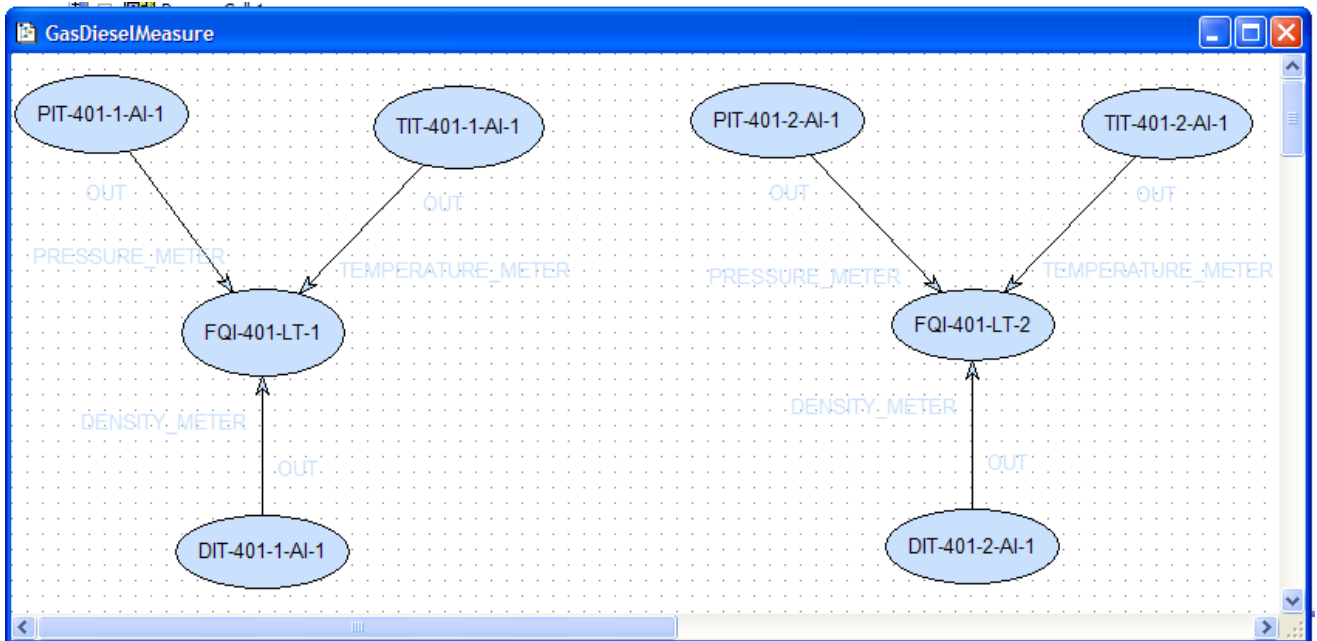 GasDieselMeasure
PIT-401-1-AI-1
TIT-401-1-AI-1
PIT-401-2-AI-1
TIT-401-2-AI-1
OUT
OUT
OUT
OUT
PRESSURE_METER
TEMPERATURE_METER
PRESSURE_METER
TEMPERATURE_METER
FQI-401-LT-1
FQI-401-LT-2
DENSITY_METER
DENSITY_METER
OUT
OUT
DIT-401-1-AI-1
DIT-401-2-AI-1